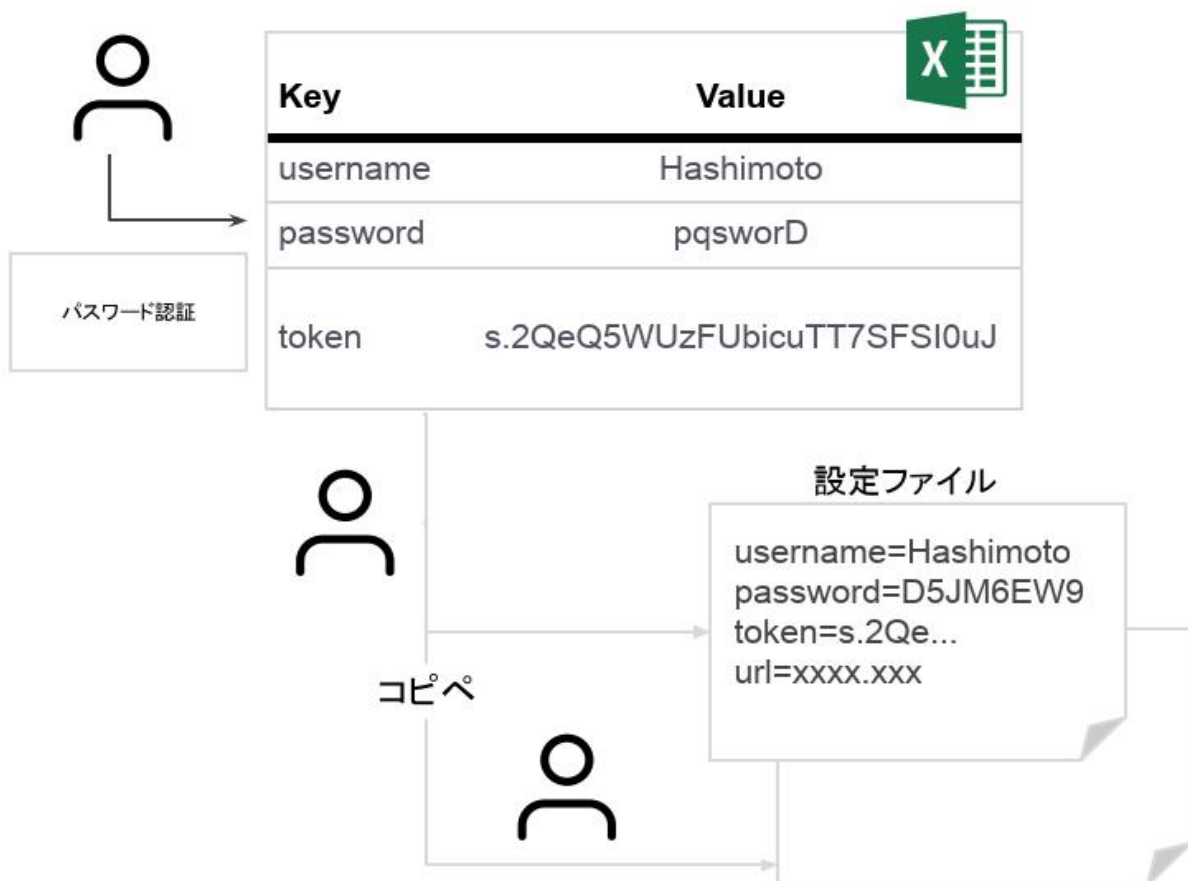 X
Key Value
username Hashimoto
password pqsworD
パスワード認証
token s.2QeQ5WUzFUbicuTT7SFSI0uJ
設定ファイル
username=Hashimoto
password=D5JM6EW9
token=s.2Qe...
url=xxxx.xxx
コピペ